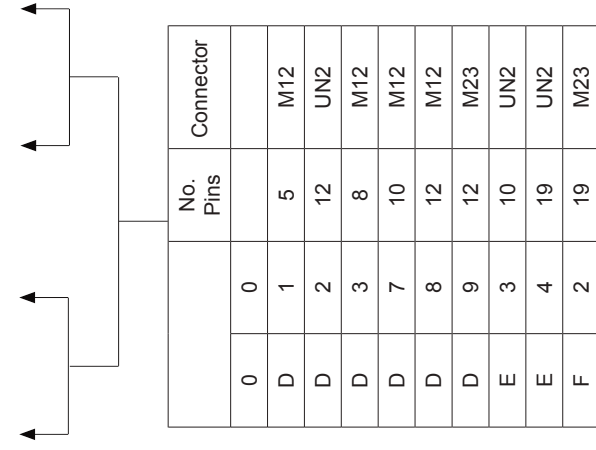 No. Pins Connector
0 0
D 1 5 M12
D 2 12 UN2
D 3 8 M12
D 7 10 M12
D 8 12 M12
D 9 12 M23
E 3 10 UN2
E 4 19 UN2
F 2 19 M23